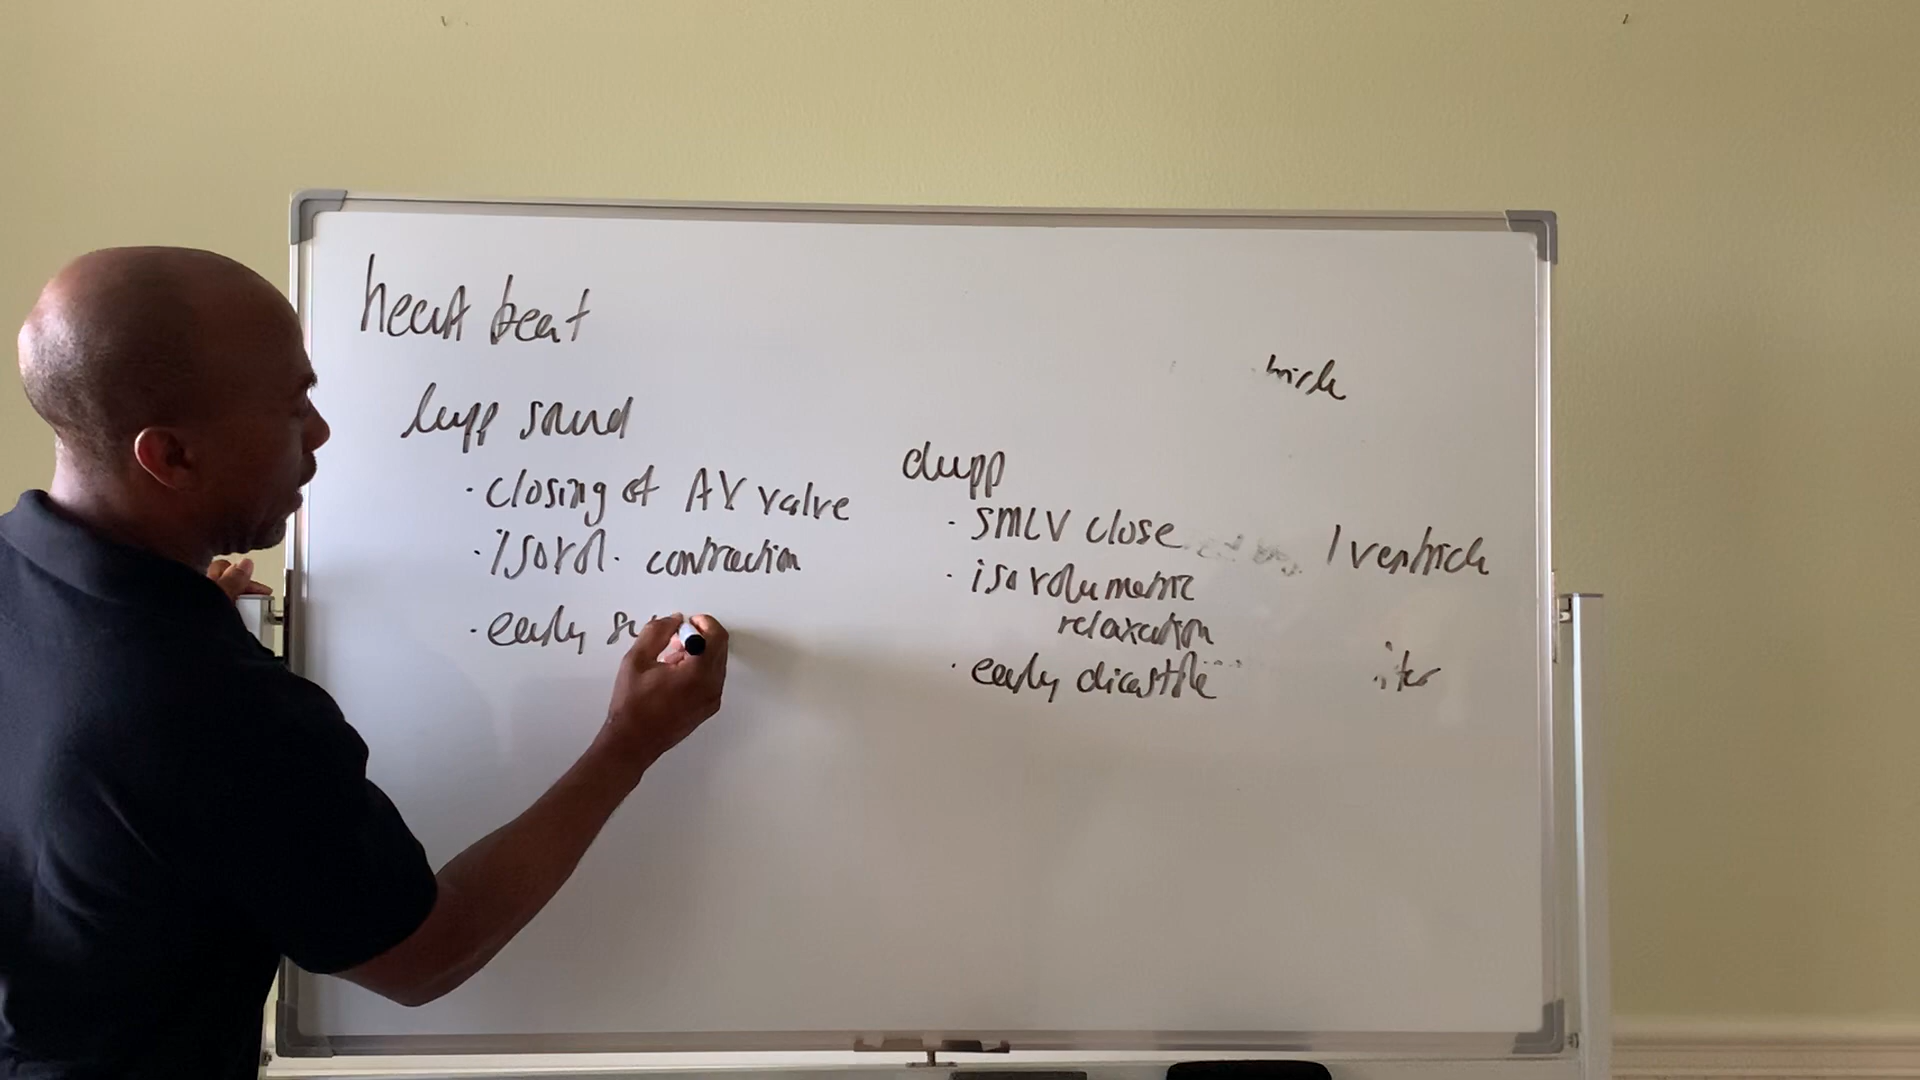 heart beat
lupp sound
· closing of AV valve
· isovol. contraction
· early
dupp
· SMLV close
· isovolumetric
relaxation
· early diastole
/ ventricle